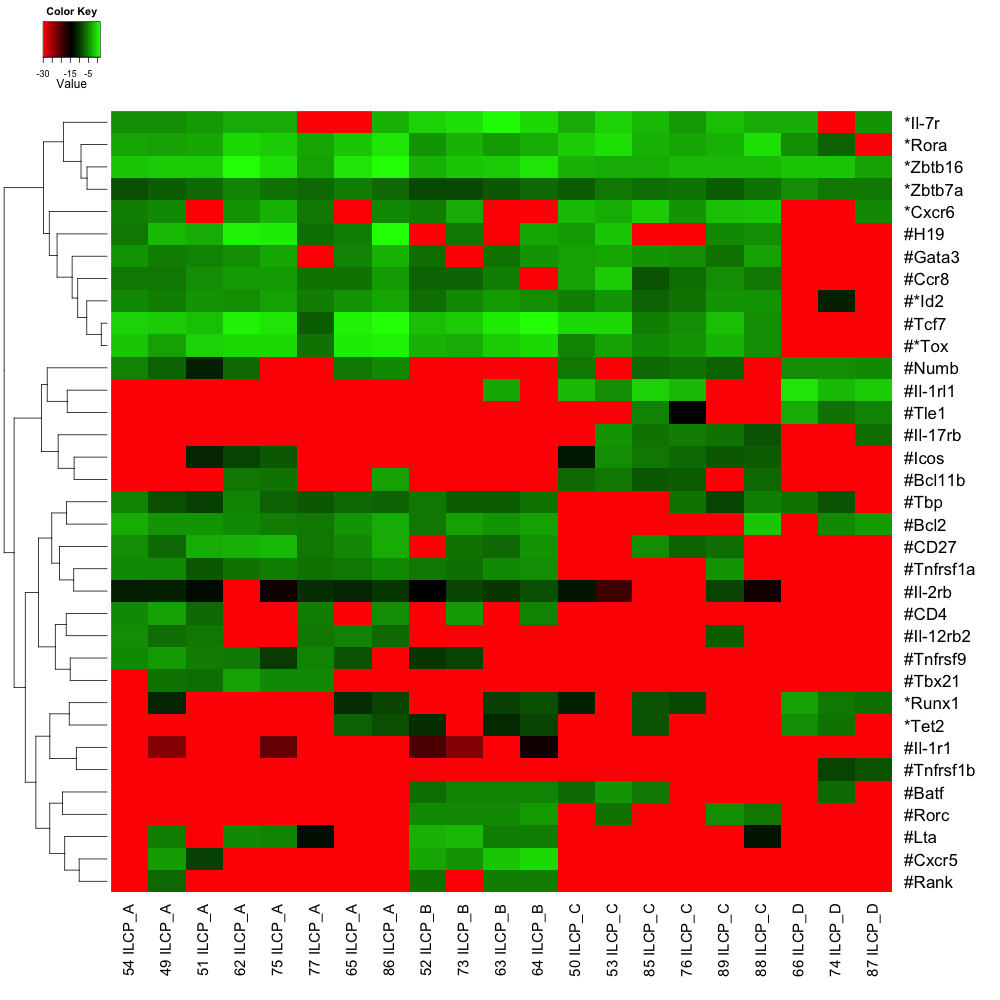 Color Key
-30 -15 -5
Value
*Il-7r
*Rora
*Zbtb16
*Zbtb7a
*Cxcr6
#H19
#Gata3
#Ccr8
#*Id2
#Tcf7
#*Tox
#Numb
#Il-1rl1
#Tle1
#Il-17rb
#Icos
#Bcl11b
#Tbp
#Bcl2
#CD27
#Tnfrsf1a
#Il-2rb
#CD4
#Il-12rb2
#Tnfrsf9
#Tbx21
*Runx1
*Tet2
#Il-1r1
#Tnfrsf1b
#Batf
#Rorc
#Lta
#Cxcr5
#Rank
54 ILCP_A
49 ILCP_A
51 ILCP_A
62 ILCP_A
75 ILCP_A
77 ILCP_A
65 ILCP_A
86 ILCP_A
52 ILCP_B
73 ILCP_B
63 ILCP_B
64 ILCP_B
50 ILCP_C
53 ILCP_C
85 ILCP_C
76 ILCP_C
89 ILCP_C
88 ILCP_C
66 ILCP_D
74 ILCP_D
87 ILCP_D